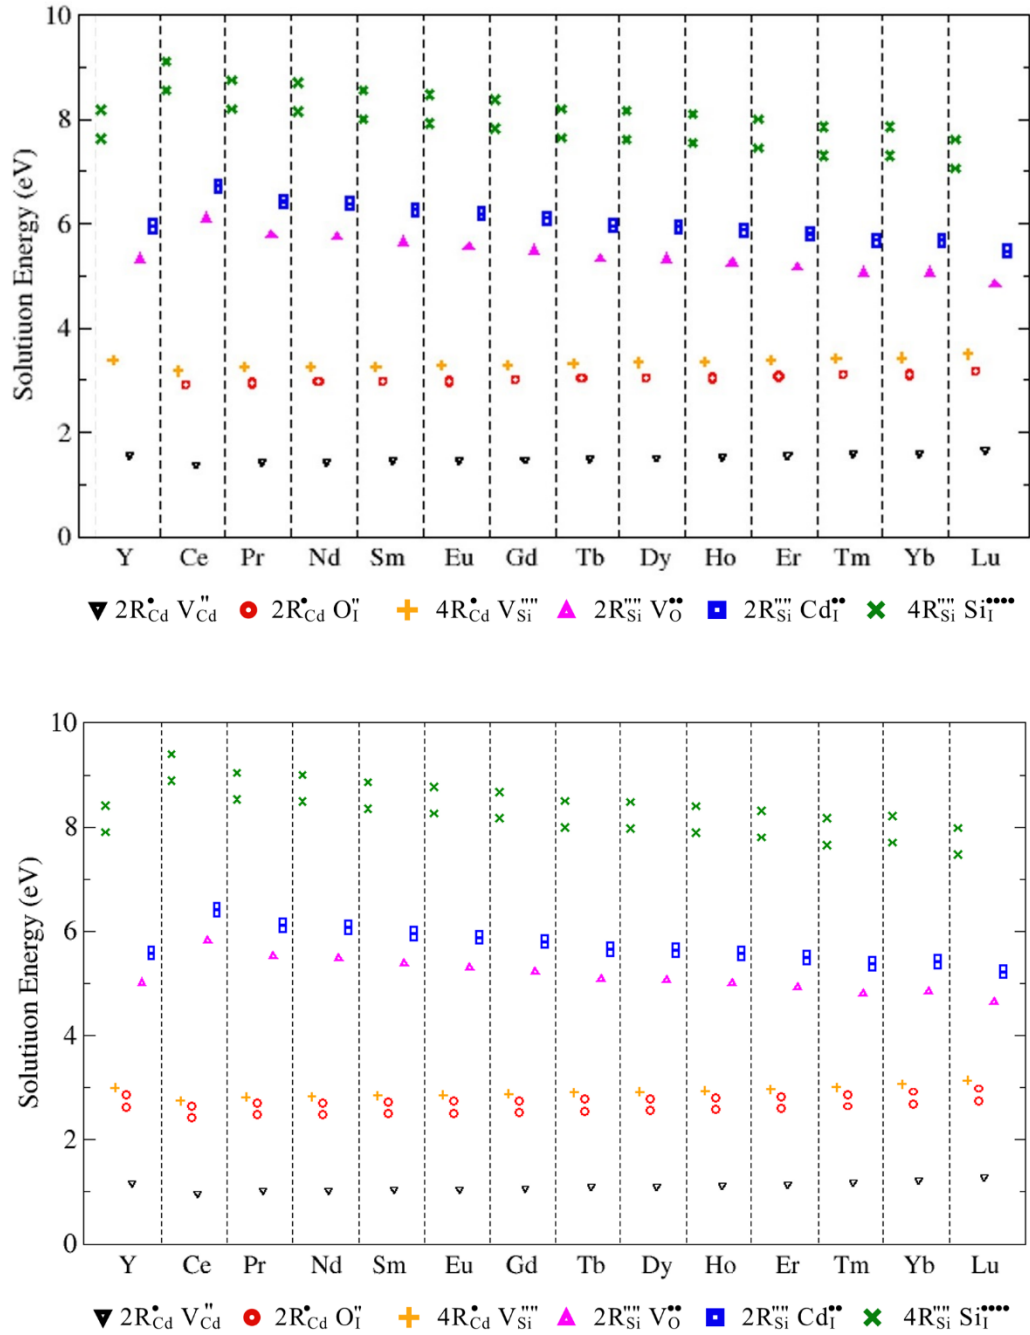 10
8
6
4
2
0
Solutiuon Energy (eV)
Y Ce Pr Nd Sm Eu Gd Tb Dy Ho Er Tm Yb Lu
2R•Cd V''Cd 2R•Cd O''I 4R•Cd V''''Si 2R''''Si V••O 2R''''Si Cd••I 4R''''Si Si••••I
10
8
6
4
2
0
Solutiuon Energy (eV)
Y Ce Pr Nd Sm Eu Gd Tb Dy Ho Er Tm Yb Lu
2R•Cd V''Cd 2R•Cd O''I 4R•Cd V''''Si 2R''''Si V••O 2R''''Si Cd••I 4R''''Si Si••••I